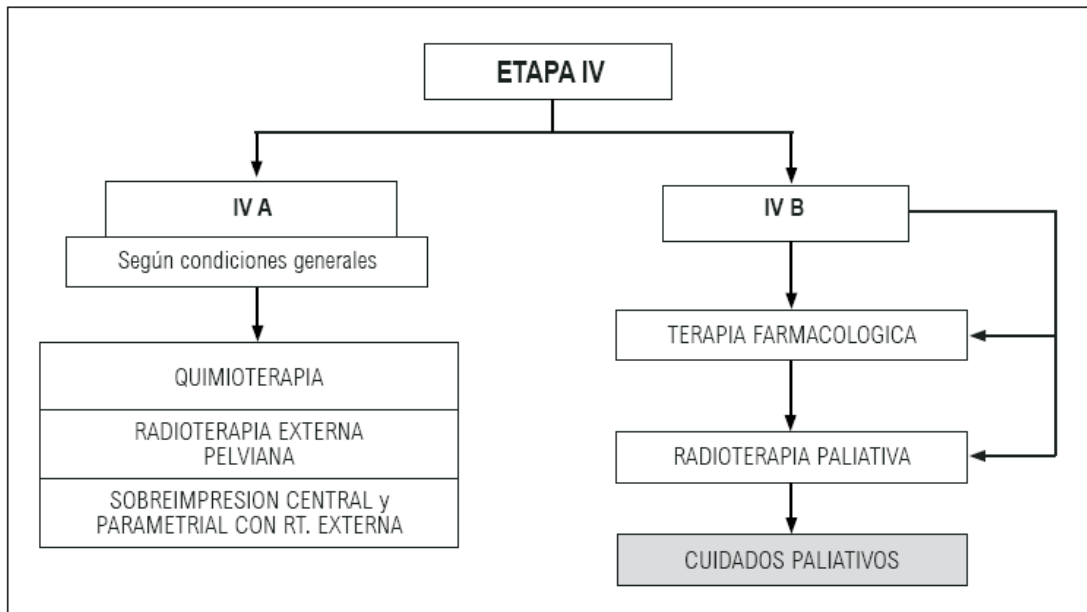 ETAPA IV
IV A
Según condiciones generales
QUIMIOTERAPIA
RADIOTERAPIA EXTERNA
PELVIANA
SOBREIMPRESION CENTRAL y
PARAMETRIAL CON RT. EXTERNA
IV B
TERAPIA FARMACOLOGICA
RADIOTERAPIA PALIATIVA
CUIDADOS PALIATIVOS